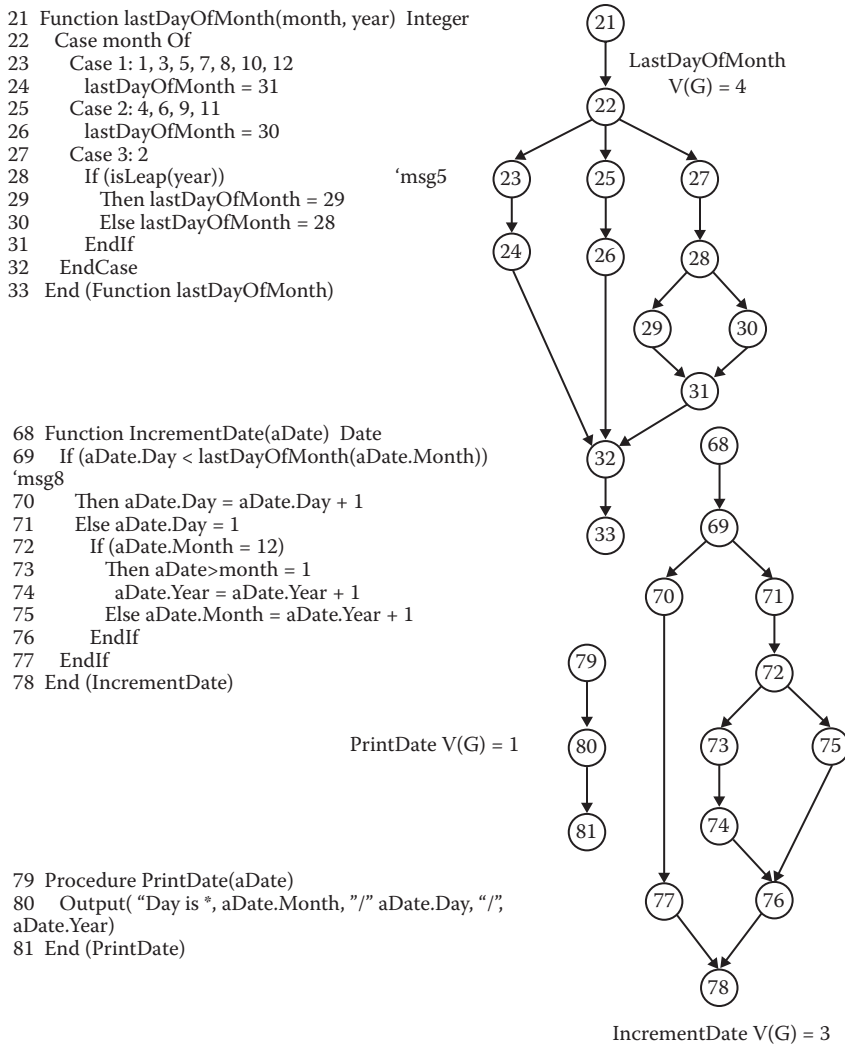 21 Function lastDayOfMonth(month, year) Integer
22 Case month Of
23 Case 1: 1, 3, 5, 7, 8, 10, 12
24 lastDayOfMonth = 31
25 Case 2: 4, 6, 9, 11
26 lastDayOfMonth = 30
27 Case 3: 2
28 If (isLeap(year)) ‘msg5
29 Then lastDayOfMonth = 29
30 Else lastDayOfMonth = 28
31 EndIf
32 EndCase
33 End (Function lastDayOfMonth)
21
LastDayOfMonth
V(G) = 4
22
23 25 27
24 26 28
29 30
31
32
33
68 Function IncrementDate(aDate) Date
69 If (aDate.Day < lastDayOfMonth(aDate.Month))
‘msg8
70 Then aDate.Day = aDate.Day + 1
71 Else aDate.Day = 1
72 If (aDate.Month = 12)
73 Then aDate>month = 1
74 aDate.Year = aDate.Year + 1
75 Else aDate.Month = aDate.Year + 1
76 EndIf
77 EndIf
78 End (IncrementDate)
68
69
70 71
72
73 75
74
77 76
78
IncrementDate V(G) = 3
79
PrintDate V(G) = 1
80
81
79 Procedure PrintDate(aDate)
80 Output( “Day is *, aDate.Month, ”/” aDate.Day, “/”,
aDate.Year)
81 End (PrintDate)